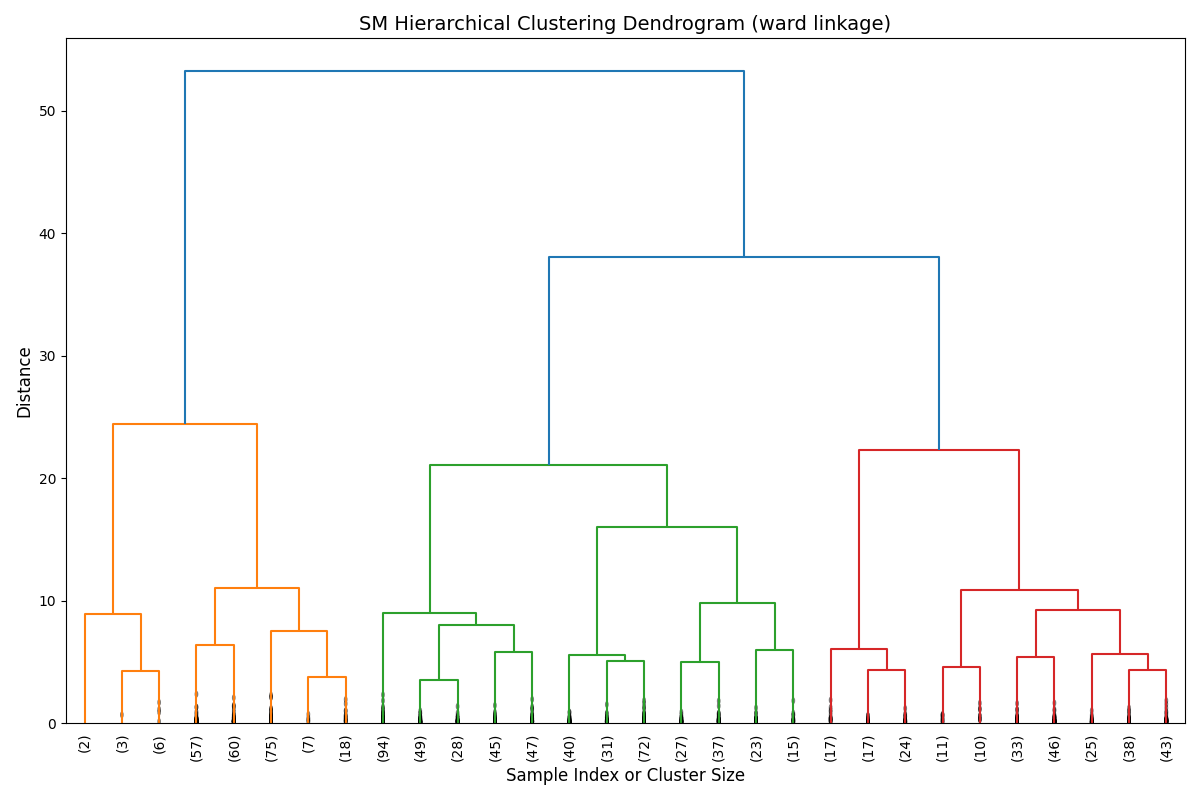 SM Hierarchical Clustering Dendrogram (ward linkage)
Distance
50
40
30
20
10
0
(2) (3) (6) (57) (60) (75) (7) (18) (94) (49) (28) (45) (47) (40) (31) (72) (27) (37) (23) (15) (17) (17) (24) (11) (10) (33) (46) (25) (38) (43)
Sample Index or Cluster Size